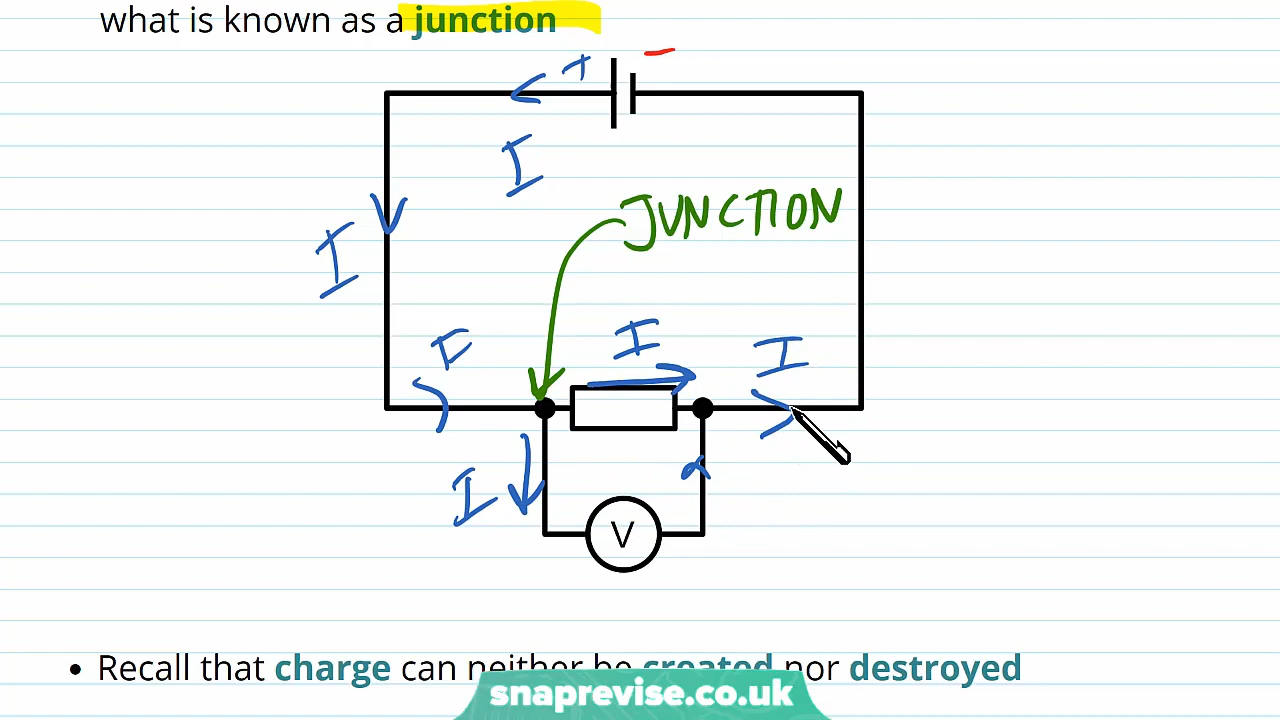 what is known as a junction
+ −
I
JUNCTION
I
I I I
I
V
Recall that charge can neither be created nor destroyed
snaprevise.co.uk